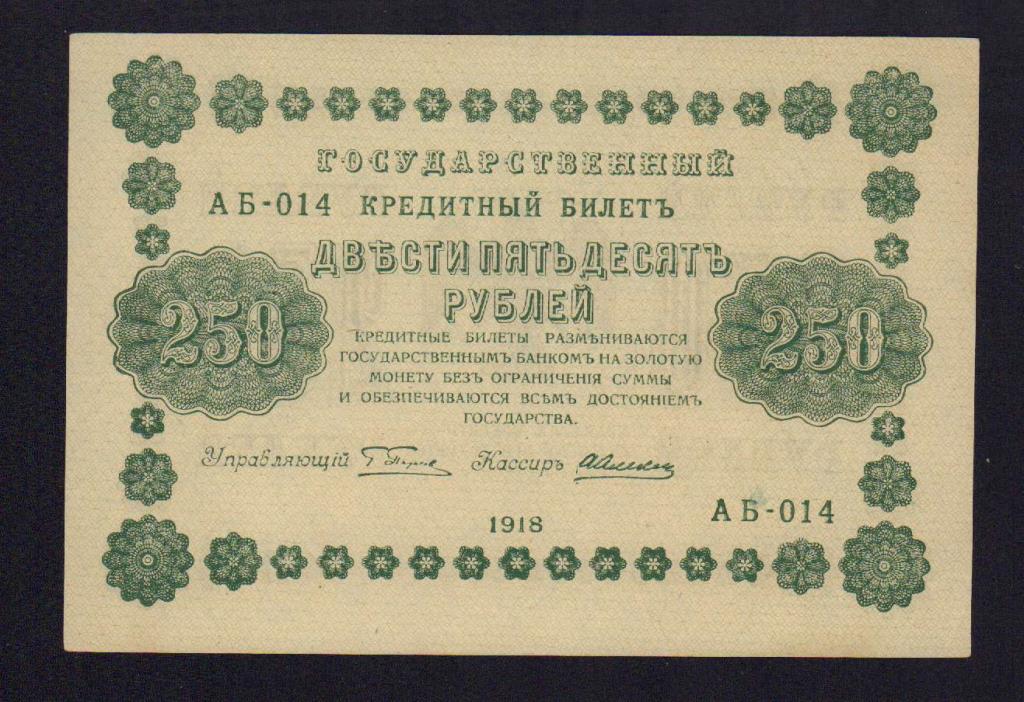 ГОСУДАРСТВЕННЫЙ
АБ-014 КРЕДИТНЫЙ БИЛЕТЪ
ДВѢСТИ ПЯТЬДЕСЯТЪ
РУБЛЕЙ
250 250
КРЕДИТНЫЕ БИЛЕТЫ РАЗМѢНИВАЮТСЯ
ГОСУДАРСТВЕННЫМЪ БАНКОМЪ НА ЗОЛОТУЮ
МОНЕТУ БЕЗЪ ОГРАНИЧЕНІЯ СУММЫ
И ОБЕЗПЕЧИВАЮТСЯ ВСѢМЪ ДОСТОЯНІЕМЪ
ГОСУДАРСТВА.
Управляющій Кассиръ
АБ-014
1918